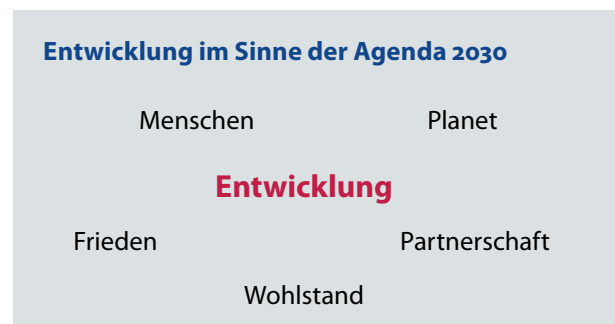 Entwicklung im Sinne der Agenda 2030
Menschen Planet
Entwicklung
Frieden Partnerschaft
Wohlstand